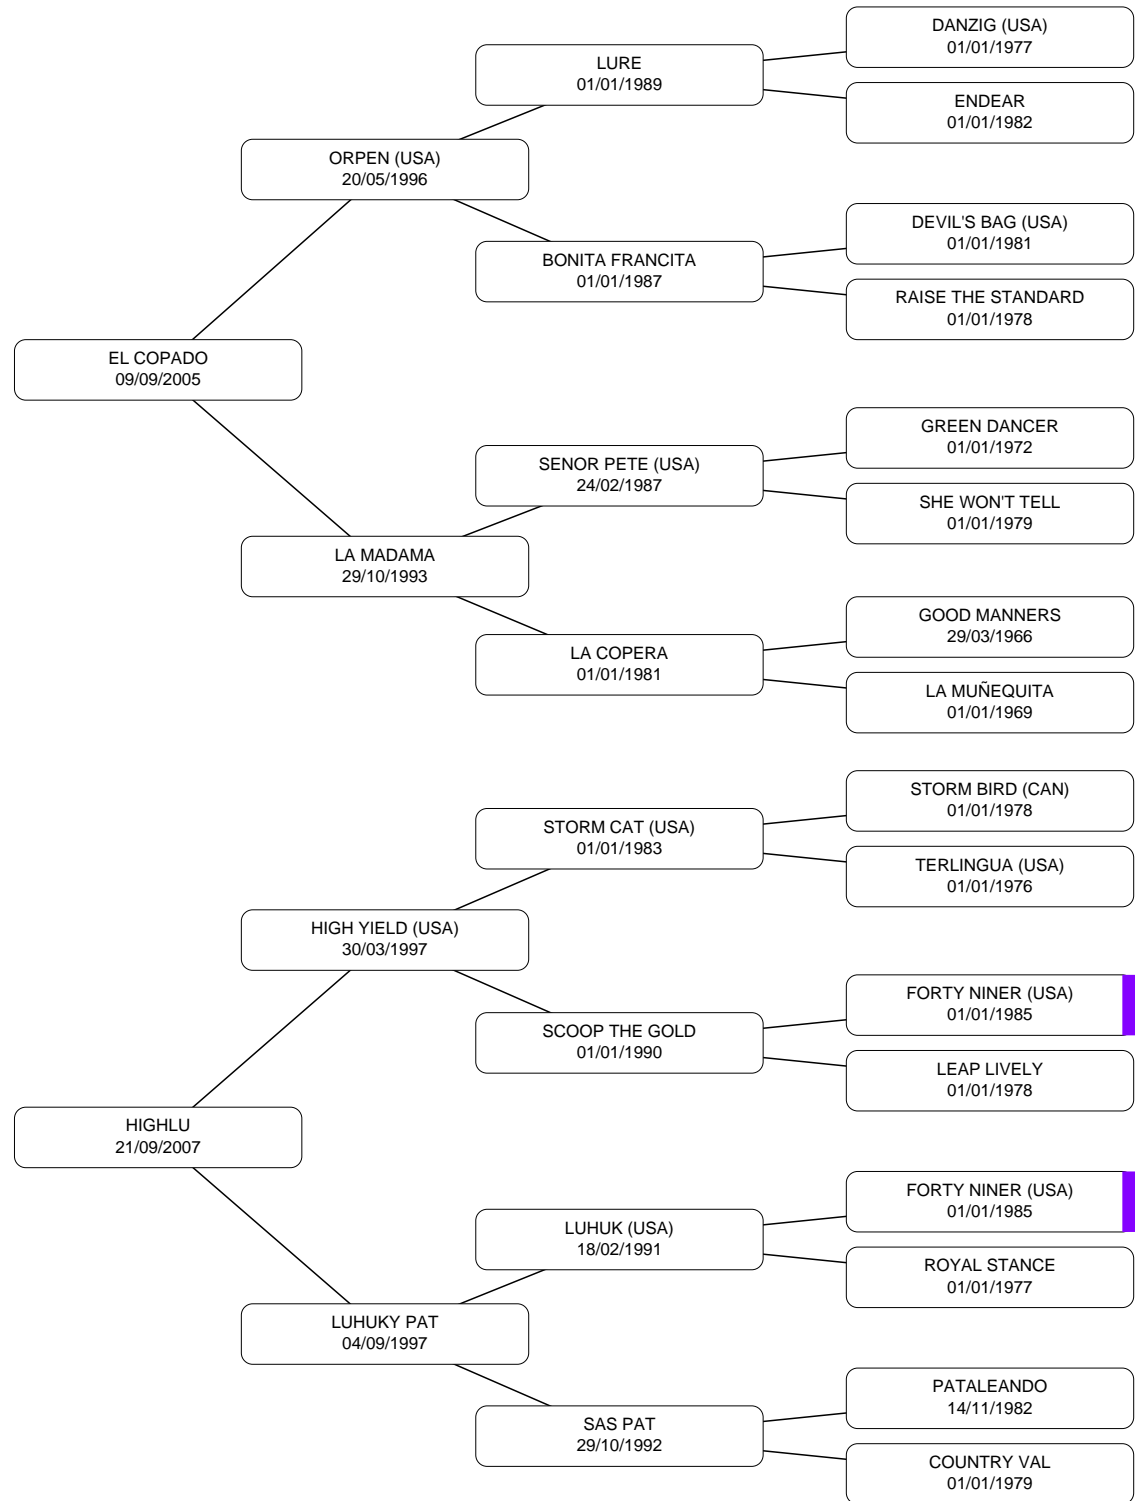 DANZIG (USA)
01/01/1977
LURE
01/01/1989
ENDEAR
01/01/1982
ORPEN (USA)
20/05/1996
DEVIL'S BAG (USA)
01/01/1981
BONITA FRANCITA
01/01/1987
RAISE THE STANDARD
01/01/1978
EL COPADO
09/09/2005
GREEN DANCER
01/01/1972
SENOR PETE (USA)
24/02/1987
SHE WON'T TELL
01/01/1979
LA MADAMA
29/10/1993
GOOD MANNERS
29/03/1966
LA COPERA
01/01/1981
LA MUÑEQUITA
01/01/1969
STORM BIRD (CAN)
01/01/1978
STORM CAT (USA)
01/01/1983
TERLINGUA (USA)
01/01/1976
HIGH YIELD (USA)
30/03/1997
FORTY NINER (USA)
01/01/1985
SCOOP THE GOLD
01/01/1990
LEAP LIVELY
01/01/1978
HIGHLU
21/09/2007
FORTY NINER (USA)
01/01/1985
LUHUK (USA)
18/02/1991
ROYAL STANCE
01/01/1977
LUHUKY PAT
04/09/1997
PATALEANDO
14/11/1982
SAS PAT
29/10/1992
COUNTRY VAL
01/01/1979